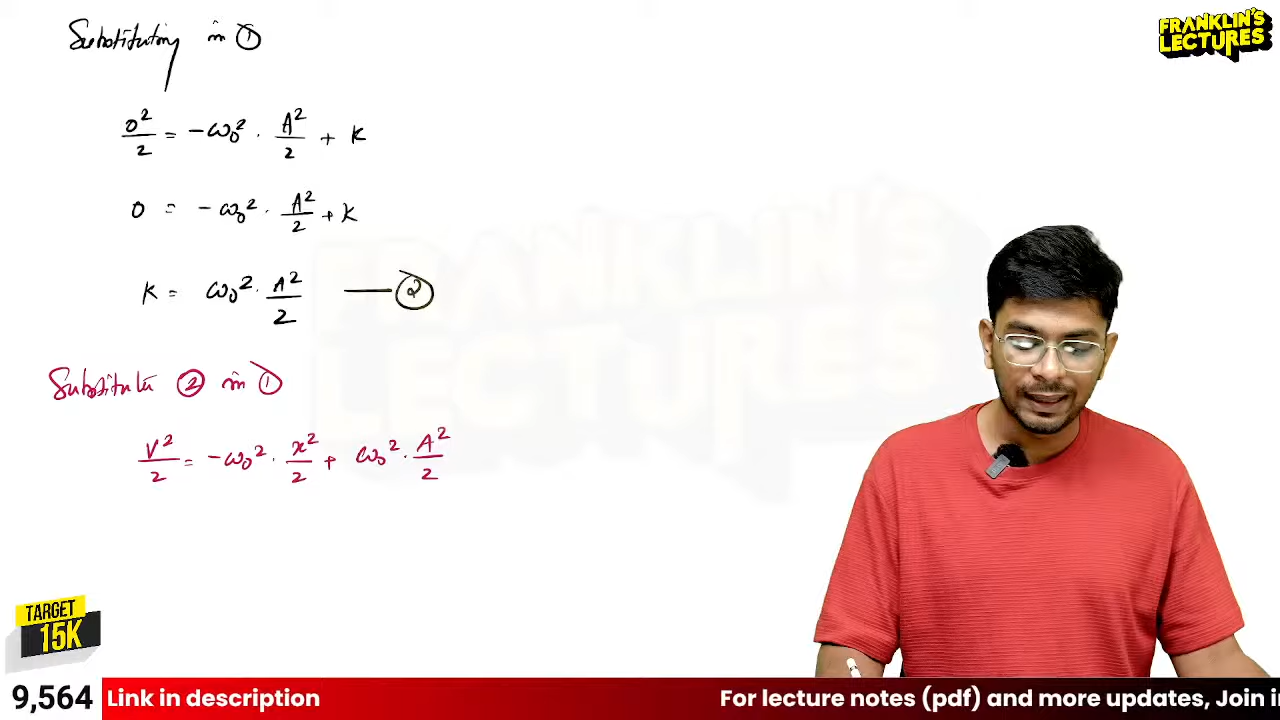 Substituting in ①
FRANKLIN'S
LECTURES
0²/2 = -ω₀² · A²/2 + K
0 = -ω₀² · A²/2 + K
K = ω₀² · A²/2 — ②
FRANKLIN'S
LECTURES
Substitute ② in ①
V²/2 = -ω₀² · x²/2 + ω₀² · A²/2
TARGET
15K
9,564 Link in description For lecture notes (pdf) and more updates, Join i